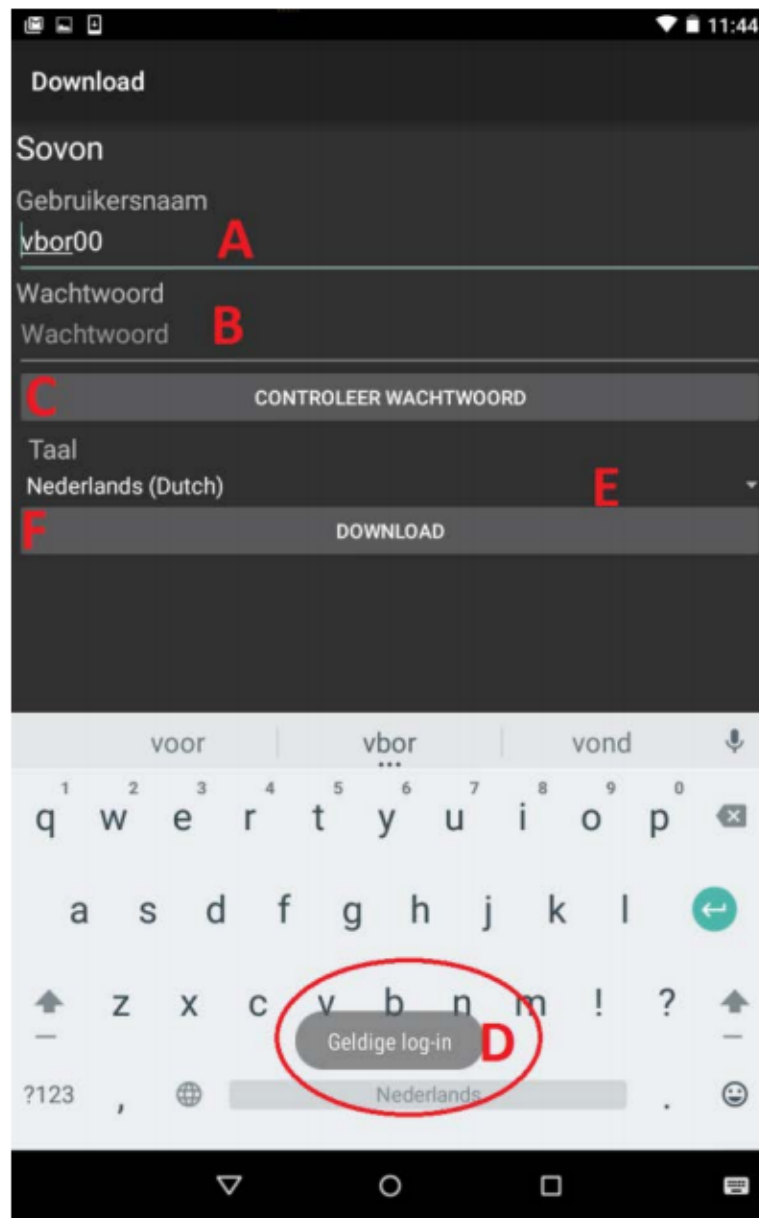 11:44
Download
Sovon
Gebruikersnaam
vbor00 A
Wachtwoord
Wachtwoord B
C CONTROLEER WACHTWOORD
Taal
Nederlands (Dutch) E
F DOWNLOAD
voor vbor vond
1 2 3 4 5 6 7 8 9 0
q w e r t y u i o p
a s d f g h j k l
z x c v b n m ! ?
Geldige log-in D
?123 , Nederlands .